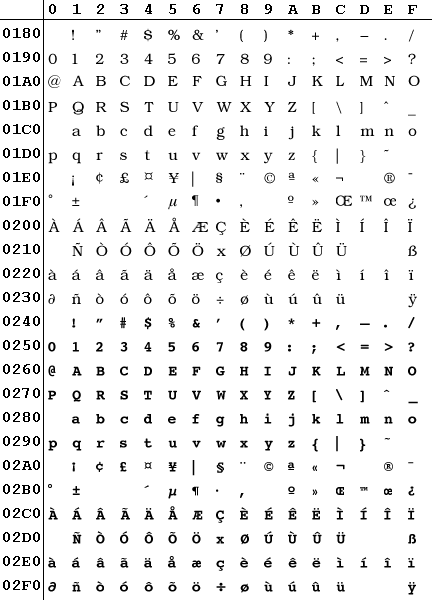 0 1 2 3 4 5 6 7 8 9 A B C D E F
0180 ! " # $ % & ' ( ) * + , – . /
0190 0 1 2 3 4 5 6 7 8 9 : ; < = > ?
01A0 @ A B C D E F G H I J K L M N O
01B0 P Q R S T U V W X Y Z [ \ ] ˆ _
01C0 a b c d e f g h i j k l m n o
01D0 p q r s t u v w x y z { | } ˜
01E0 ¡ ¢ £ ¤ ¥ | § ¨ © ª « ¬ ® ¯
01F0 ° ± ´ µ ¶ • , º » Œ ™ œ ¿
0200 À Á Â Ã Ä Å Æ Ç È É Ê Ë Ì Í Î Ï
0210 Ñ Ò Ó Ô Õ Ö x Ø Ú Ù Û Ü ß
0220 à á â ã ä å æ ç è é ê ë ì í î ï
0230 ∂ ñ ò ó ô õ ö ÷ ø ù ú û ü ÿ
0240 ! " # $ % & ' ( ) * + , – . /
0250 0 1 2 3 4 5 6 7 8 9 : ; < = > ?
0260 @ A B C D E F G H I J K L M N O
0270 P Q R S T U V W X Y Z [ \ ] ˆ _
0280 a b c d e f g h i j k l m n o
0290 p q r s t u v w x y z { | } ˜
02A0 ¡ ¢ £ ¤ ¥ | § ¨ © ª « ¬ ® ¯
02B0 ° ± ´ µ ¶ · , º » Œ ™ œ ¿
02C0 À Á Â Ã Ä Å Æ Ç È É Ê Ë Ì Í Î Ï
02D0 Ñ Ò Ó Ô Õ Ö x Ø Ú Ù Û Ü ß
02E0 à á â ã ä å æ ç è é ê ë ì í î ï
02F0 ∂ ñ ò ó ô õ ö ÷ ø ù ú û ü ÿ